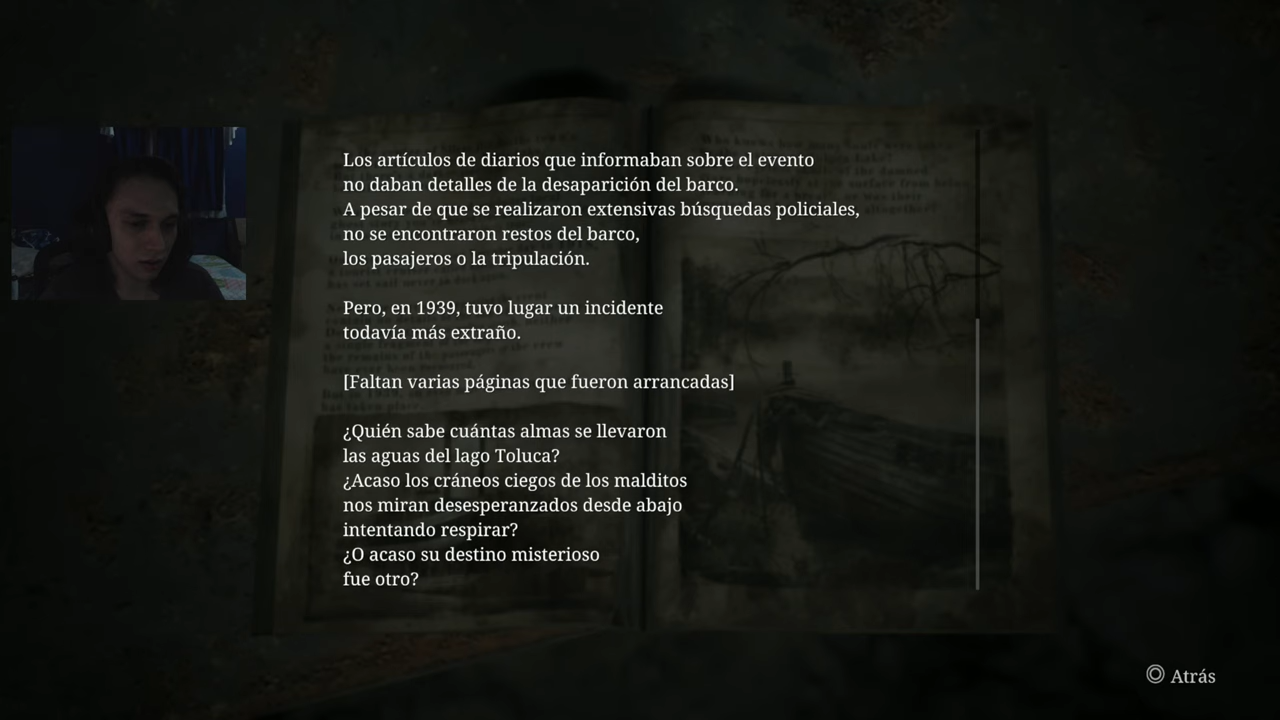 Los artículos de diarios que informaban sobre el evento
no daban detalles de la desaparición del barco.
A pesar de que se realizaron extensivas búsquedas policiales,
no se encontraron restos del barco,
los pasajeros o la tripulación.
Pero, en 1939, tuvo lugar un incidente
todavía más extraño.
[Faltan varias páginas que fueron arrancadas]
¿Quién sabe cuántas almas se llevaron
las aguas del lago Toluca?
¿Acaso los cráneos ciegos de los malditos
nos miran desesperanzados desde abajo
intentando respirar?
¿O acaso su destino misterioso
fue otro?
Atrás